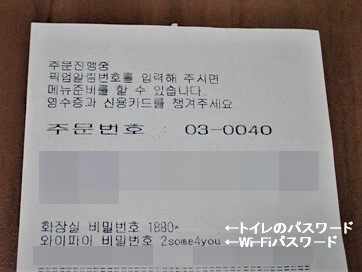 주문진행중
픽업알림번호를 입력해 주시면
메뉴준비를 할 수 있습니다.
영수증과 신용카드를 챙겨주세요
주문번호 : 03-0040
화장실 비밀번호 1880* ←トイレのパスワード
와이파이 비밀번호 2some4you ←Wi-Fiパスワード